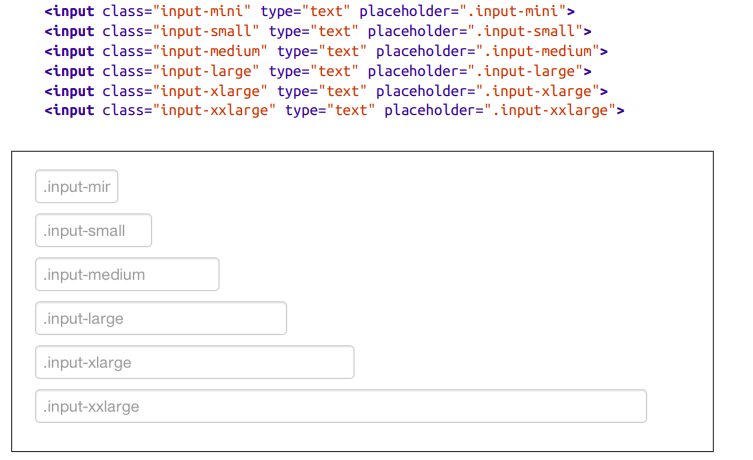 <input class="input-mini" type="text" placeholder=".input-mini">
<input class="input-small" type="text" placeholder=".input-small">
<input class="input-medium" type="text" placeholder=".input-medium">
<input class="input-large" type="text" placeholder=".input-large">
<input class="input-xlarge" type="text" placeholder=".input-xlarge">
<input class="input-xxlarge" type="text" placeholder=".input-xxlarge">
.input-mir
.input-small
.input-medium
.input-large
.input-xlarge
.input-xxlarge